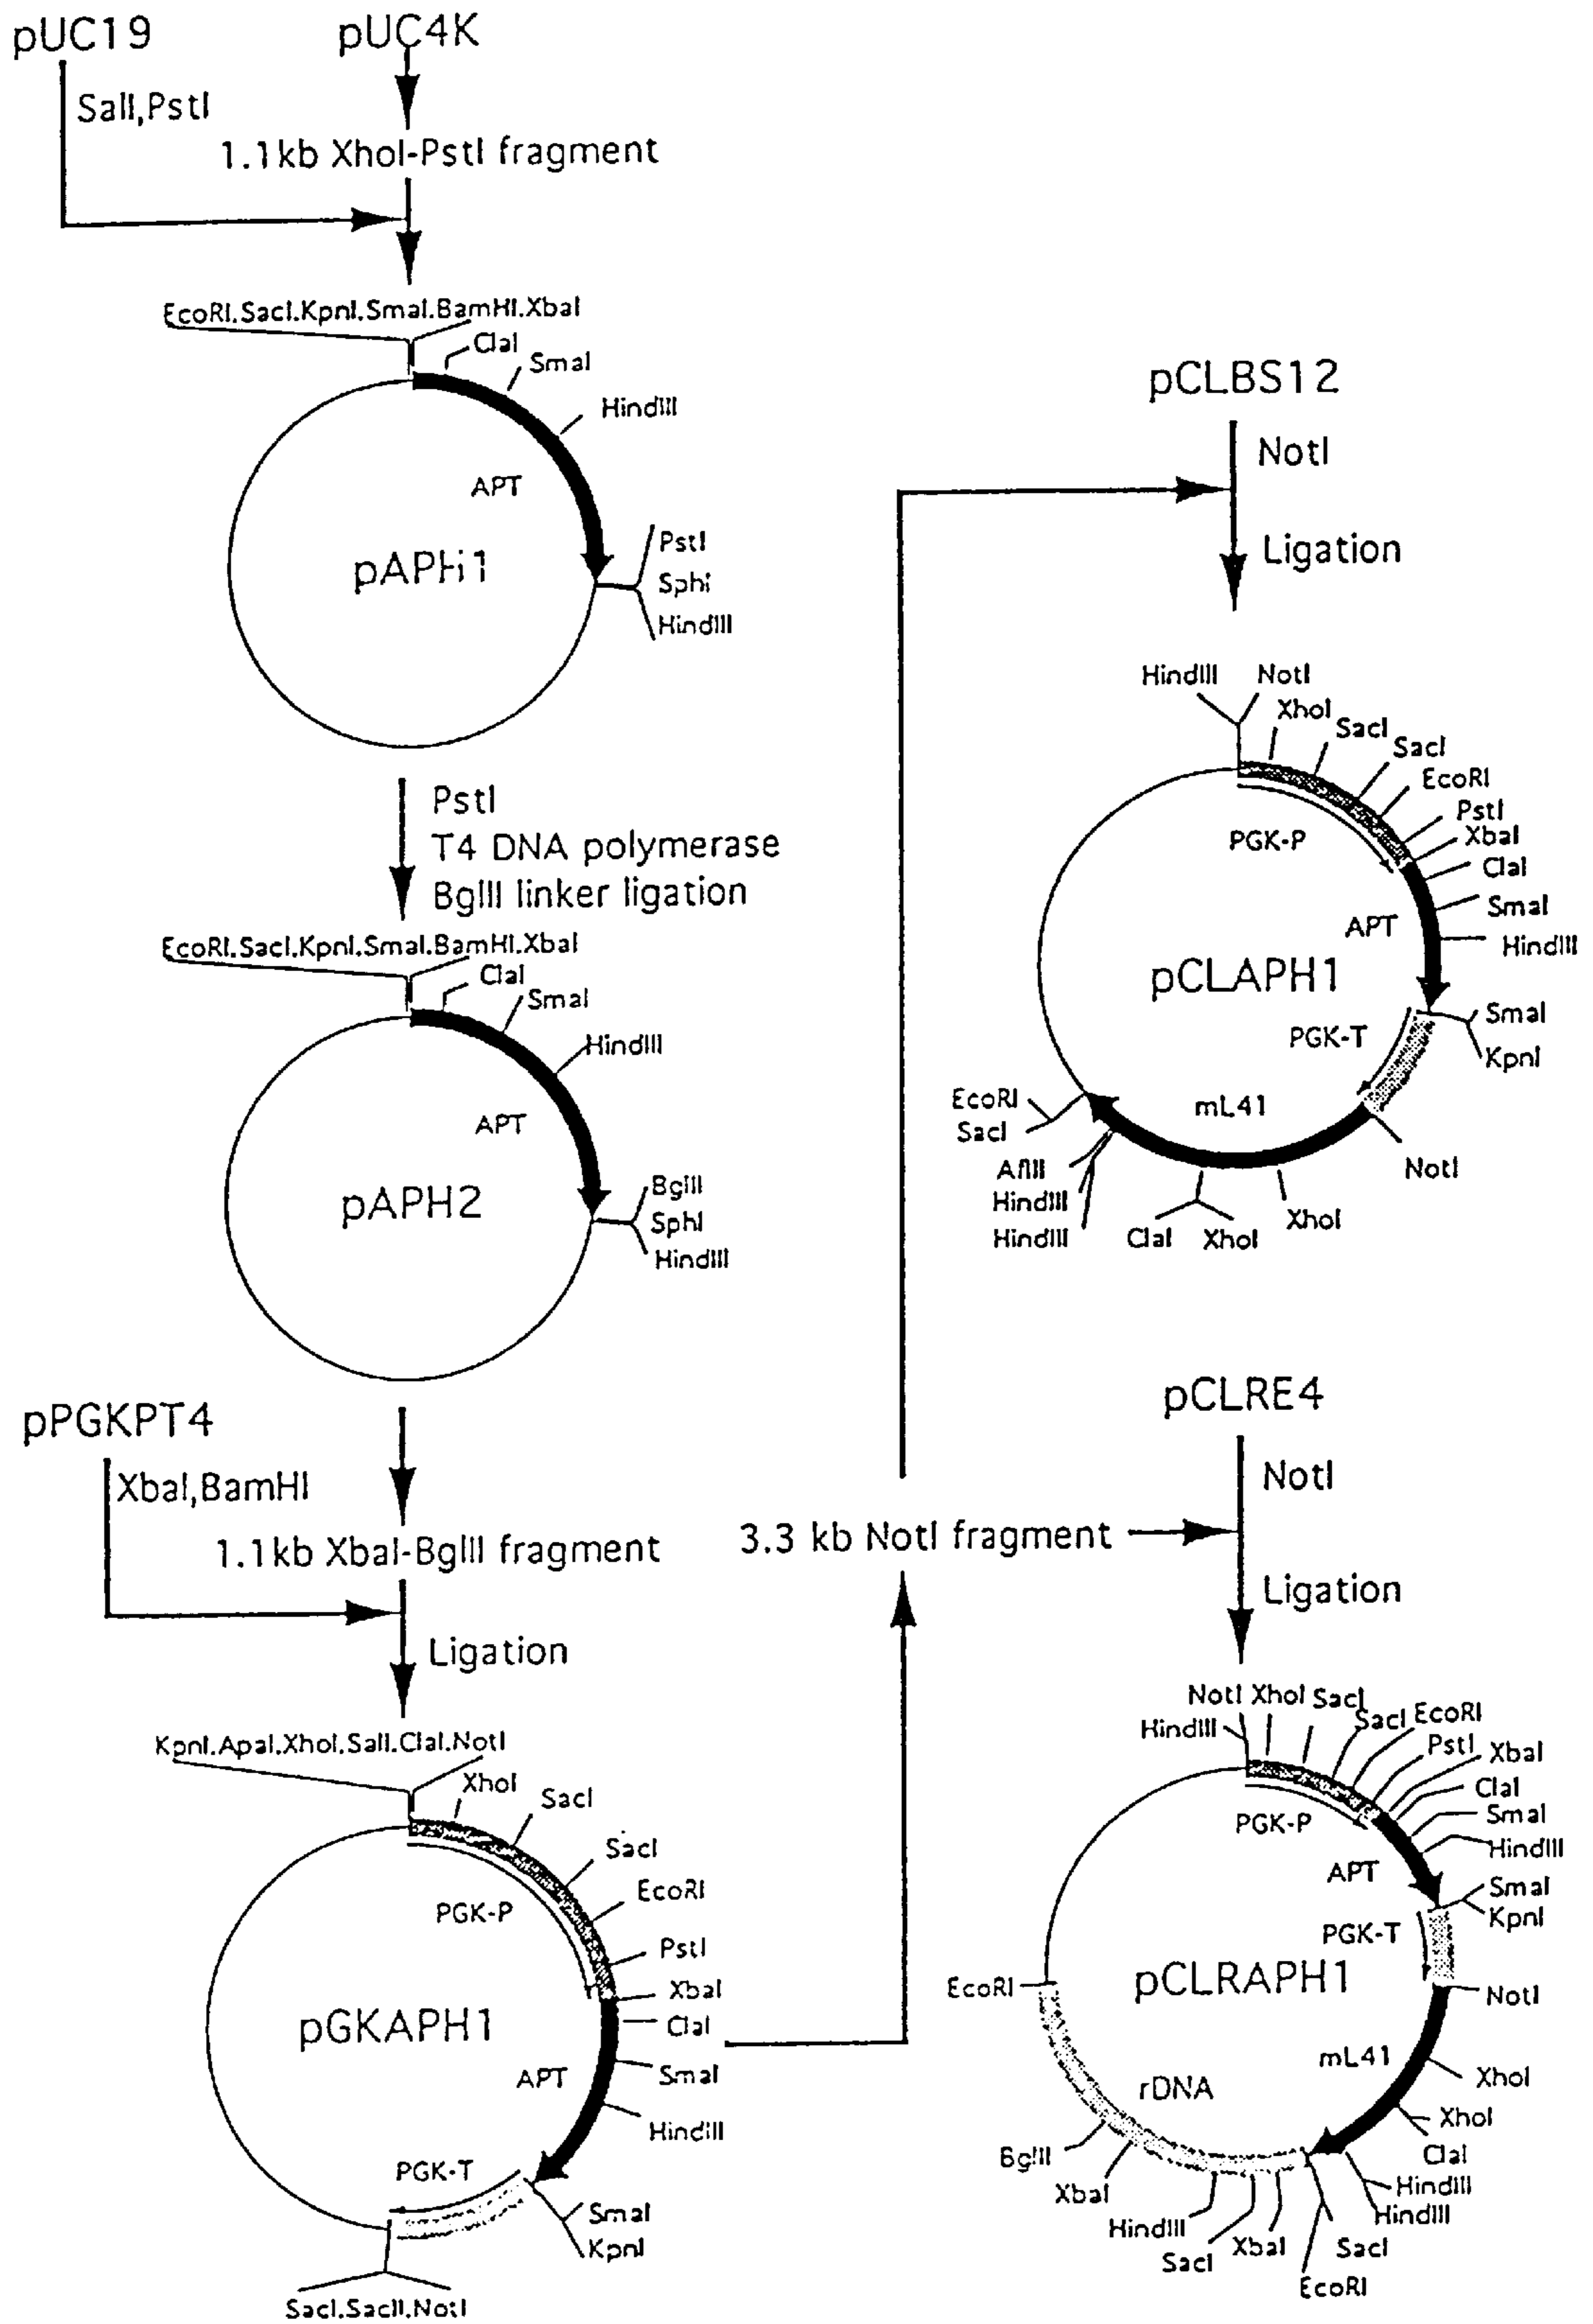 pUC19
pUC4K
SalI,PstI
1.1kb XhoI-PstI fragment
EcoRI.SacI.KpnI.SmaI.BamHI.XbaI
ClaI
SmaI
HindIII
APT
pAPH1
PstI
SphI
HindIII
PstI
T4 DNA polymerase
BglII linker ligation
EcoRI.SacI.KpnI.SmaI.BamHI.XbaI
ClaI
SmaI
HindIII
APT
pAPH2
BglII
SphI
HindIII
pPGKPT4
XbaI,BamHI
1.1kb XbaI-BglII fragment
Ligation
KpnI.ApaI.XhoI.SalI.ClaI.NotI
XhoI
SacI
SacI
EcoRI
PGK-P
PstI
XbaI
ClaI
pGKAPH1
APT
SmaI
HindIII
PGK-T
SmaI
KpnI
SacI.SacII.NotI
3.3 kb NotI fragment
pCLBS12
NotI
Ligation
HindIII
NotI
XhoI
SacI
SacI
EcoRI
PstI
XbaI
ClaI
PGK-P
SmaI
APT
HindIII
pCLAPH1
SmaI
PGK-T
KpnI
EcoRI
SacI
mL41
AflII
NotI
HindIII
HindIII
ClaI
XhoI
XhoI
pCLRE4
NotI
Ligation
NotI
XhoI
SacI
HindIII
SacI
EcoRI
PstI
XbaI
ClaI
PGK-P
SmaI
HindIII
APT
SmaI
KpnI
PGK-T
EcoRI
pCLRAPH1
NotI
mL41
XhoI
rDNA
XhoI
ClaI
BglII
XbaI
HindIII
HindIII
HindIII
SacI
XbaI
SacI
EcoRI